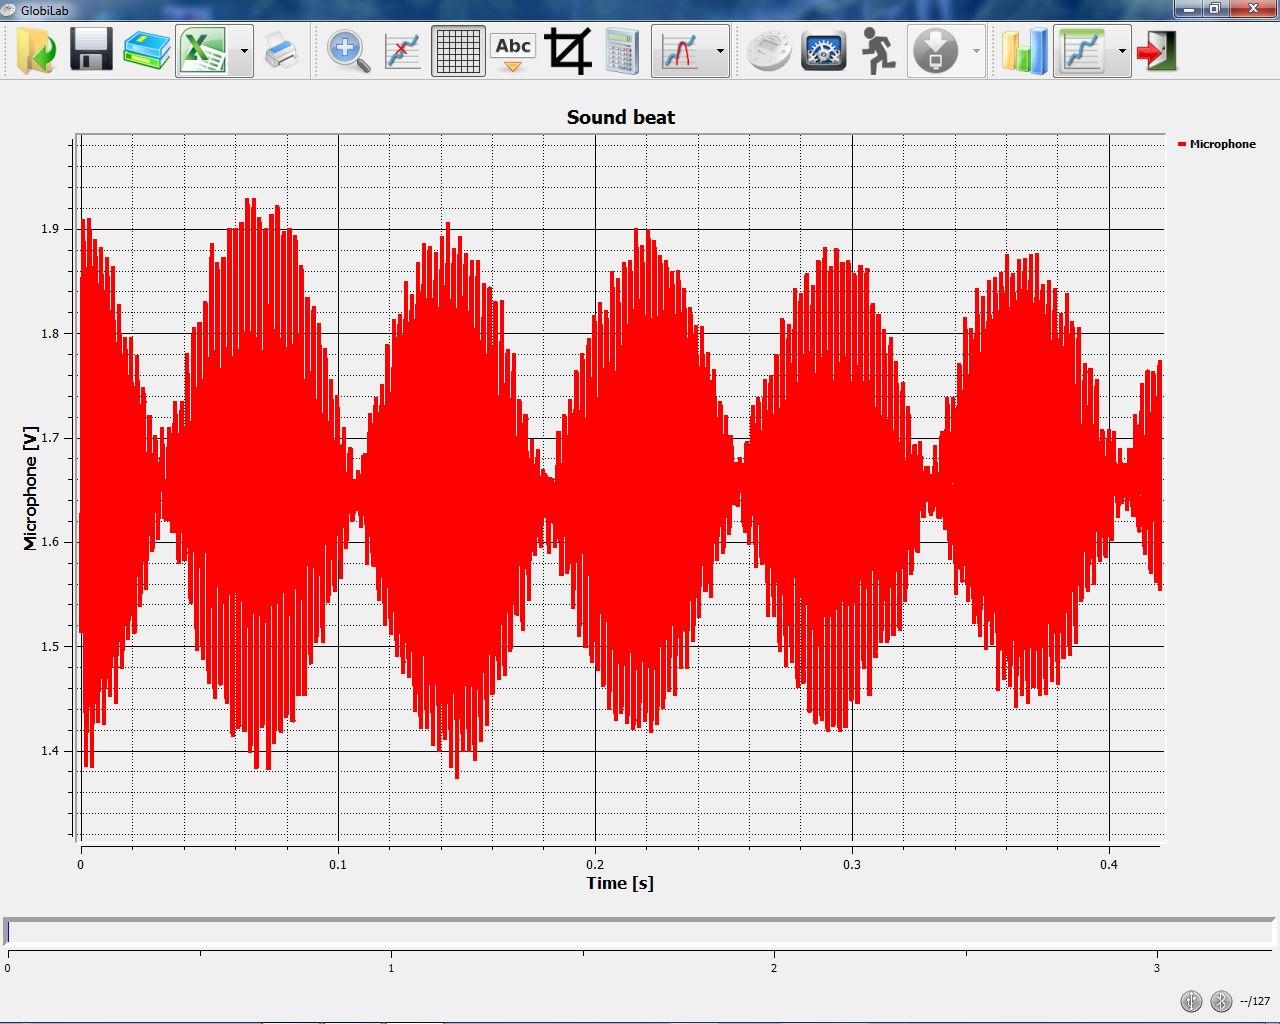 GlobiLab
Abc
Sound beat
Microphone
1.9
1.8
1.7
1.6
1.5
1.4
Microphone [V]
0 0.1 0.2 0.3 0.4
Time [s]
0 1 2 3
--/127